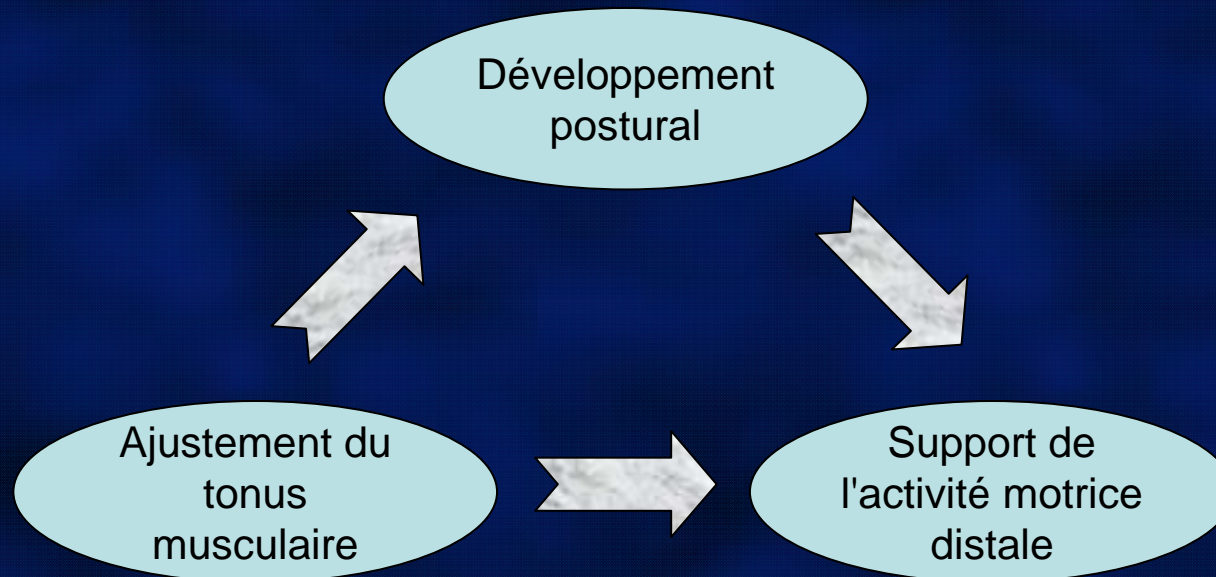 Développement
postural
Ajustement du
tonus
musculaire
Support de
l'activité motrice
distale